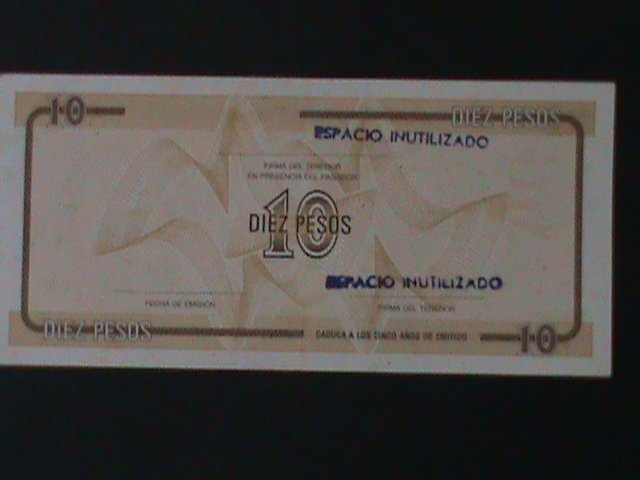 10
DIEZ PESOS
ESPACIO INUTILIZADO
FIRMA DEL TENEDOR
EN PRESENCIA DEL PAGADOR
10
DIEZ PESOS
ESPACIO INUTILIZADO
FECHA DE EMISIÓN
FIRMA DEL TENEDOR
DIEZ PESOS
CADUCA A LOS CINCO AÑOS DE EMITIDO
10